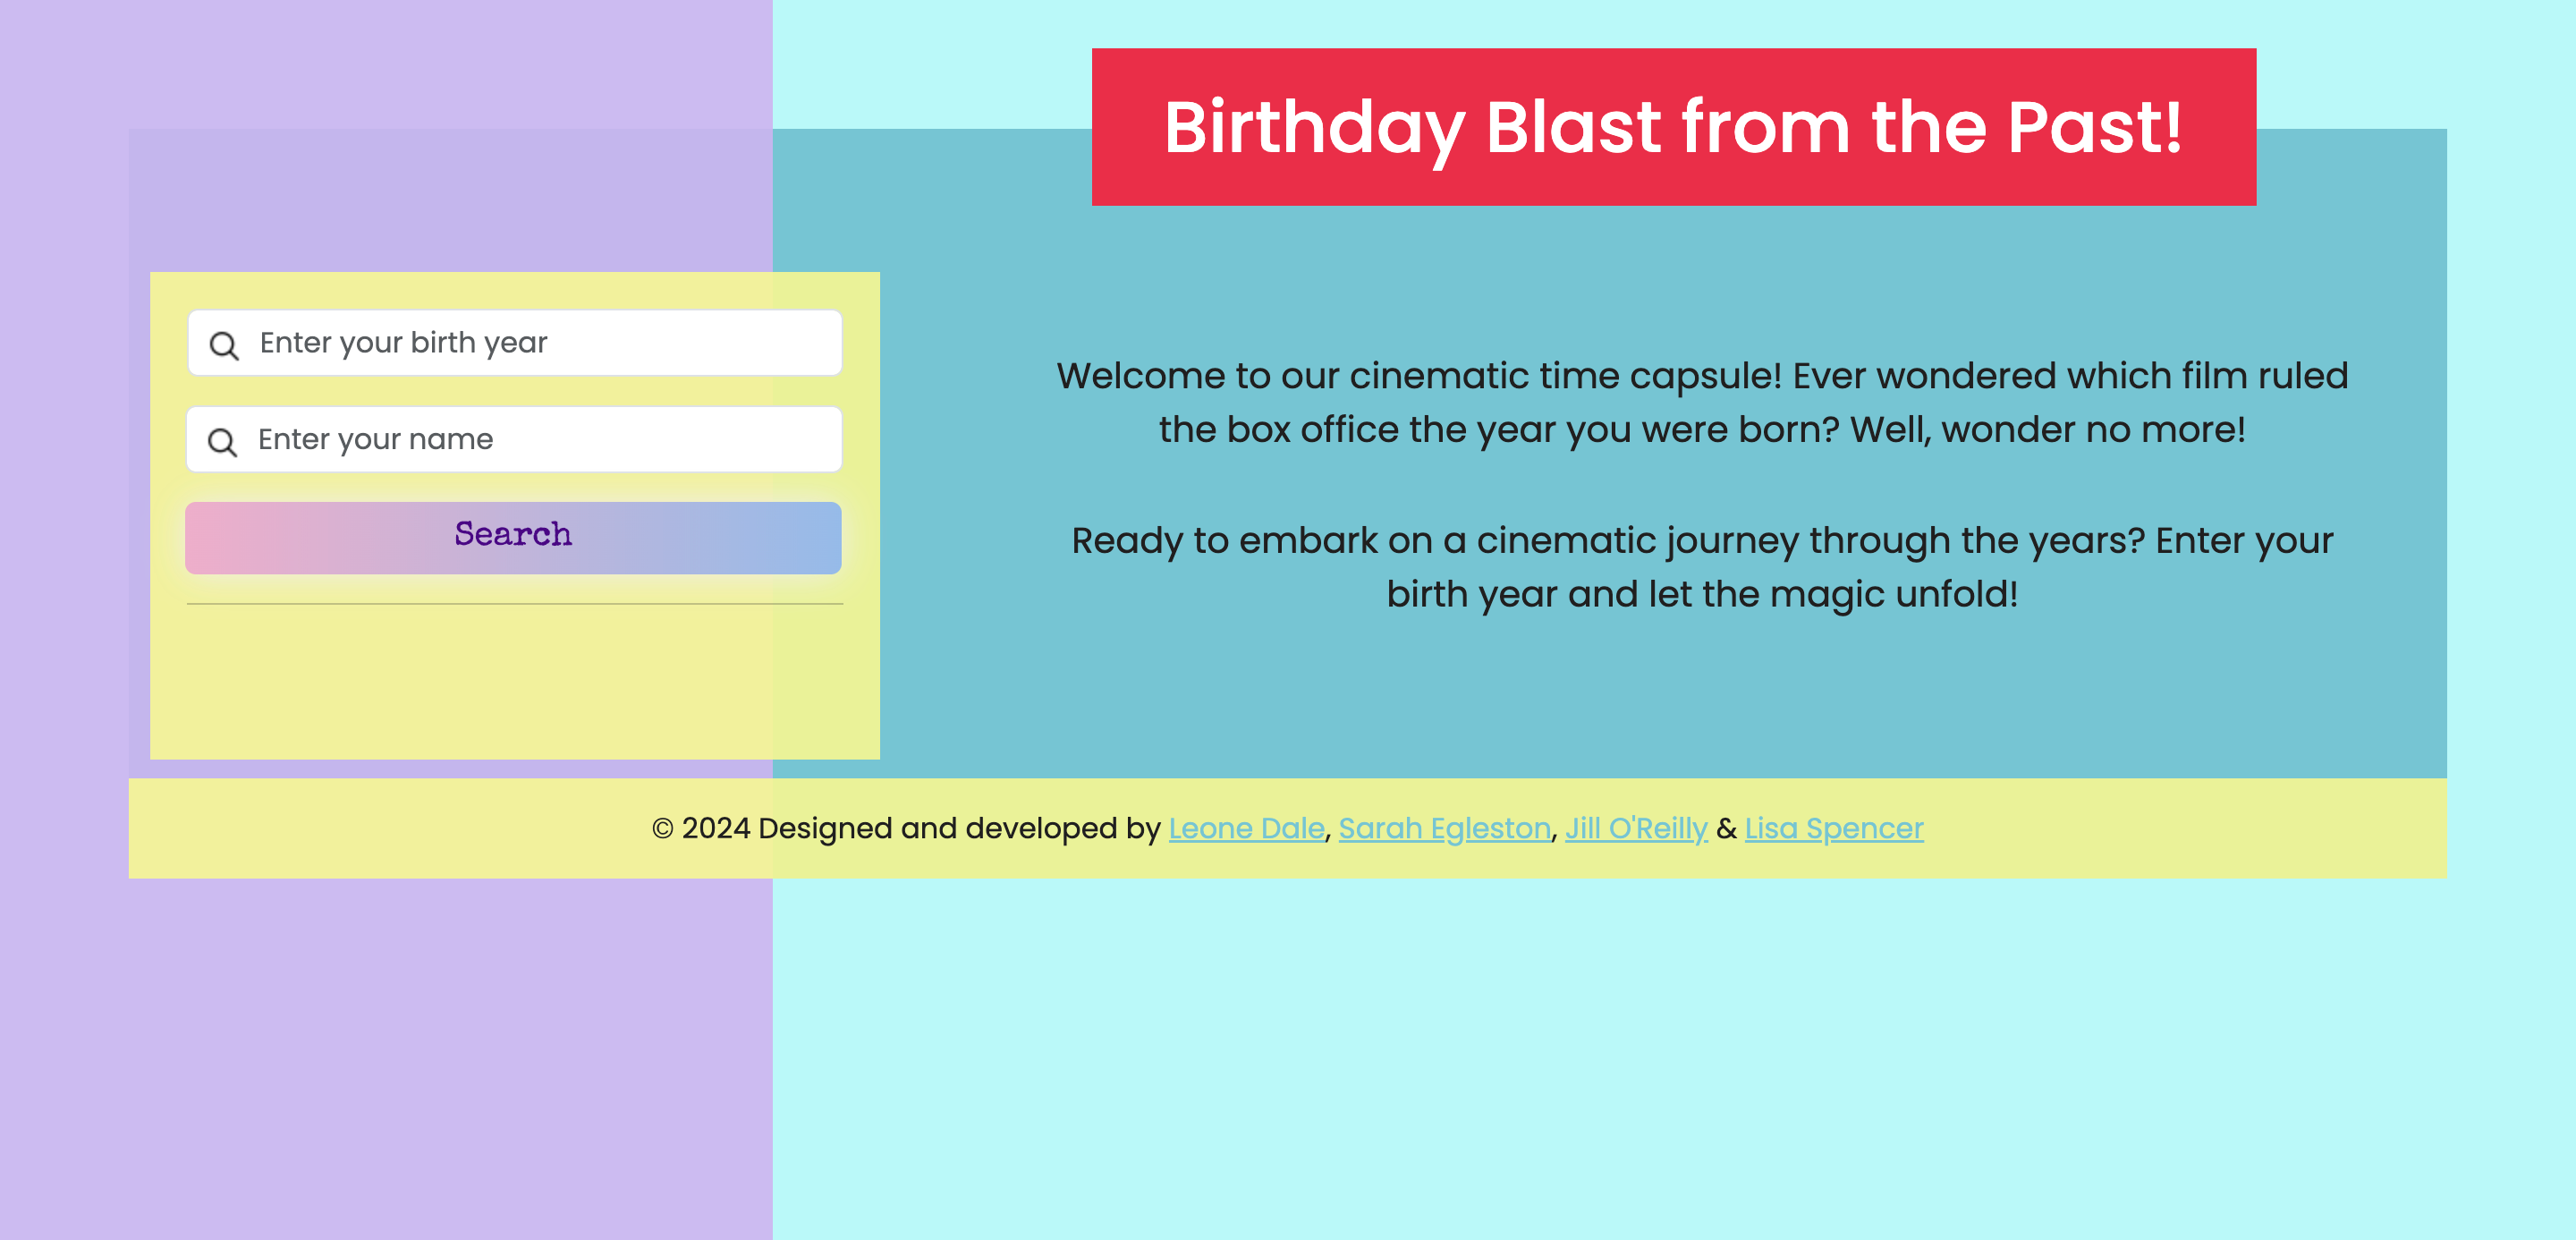 Birthday Blast from the Past!
Enter your birth year
Enter your name
Search
Welcome to our cinematic time capsule! Ever wondered which film ruled
the box office the year you were born? Well, wonder no more!
Ready to embark on a cinematic journey through the years? Enter your
birth year and let the magic unfold!
© 2024 Designed and developed by Leone Dale, Sarah Egleston, Jill O'Reilly & Lisa Spencer